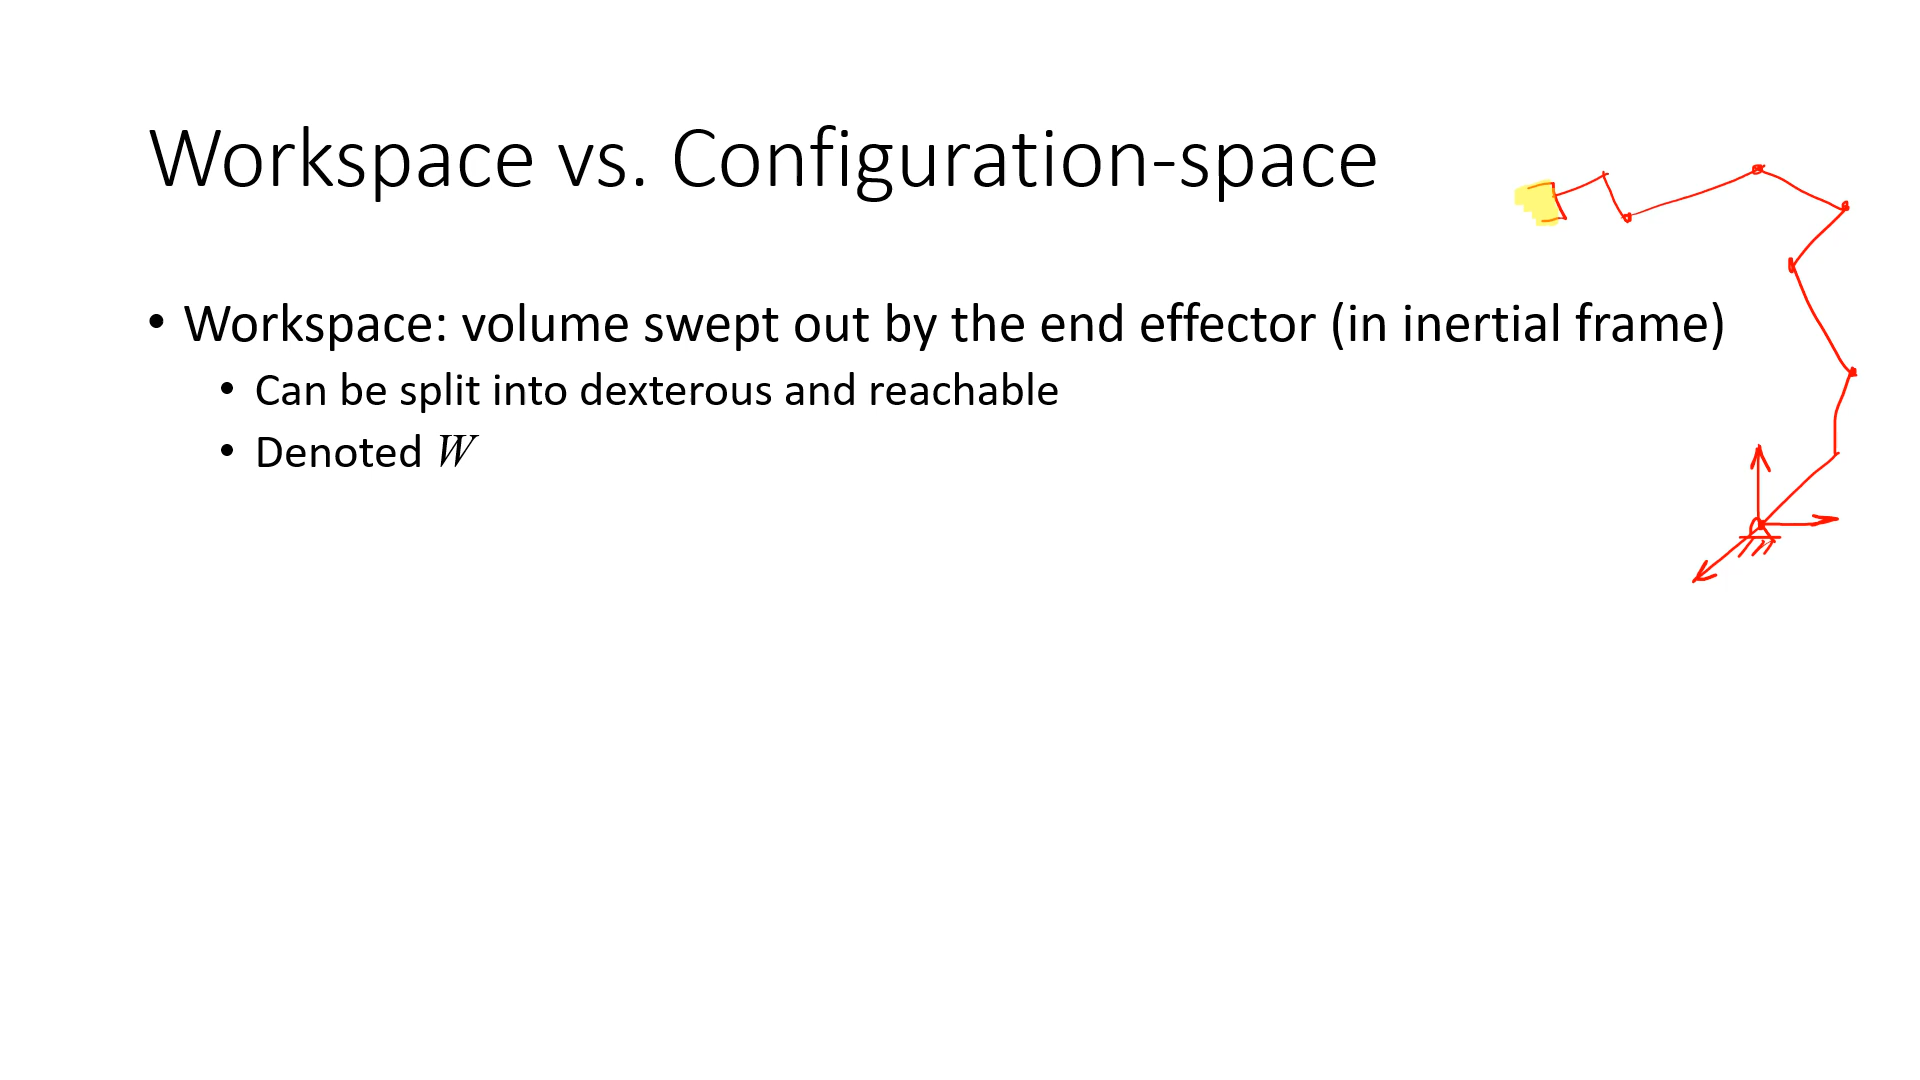 Workspace vs. Configuration-space
• Workspace: volume swept out by the end effector (in inertial frame)
• Can be split into dexterous and reachable
• Denoted W